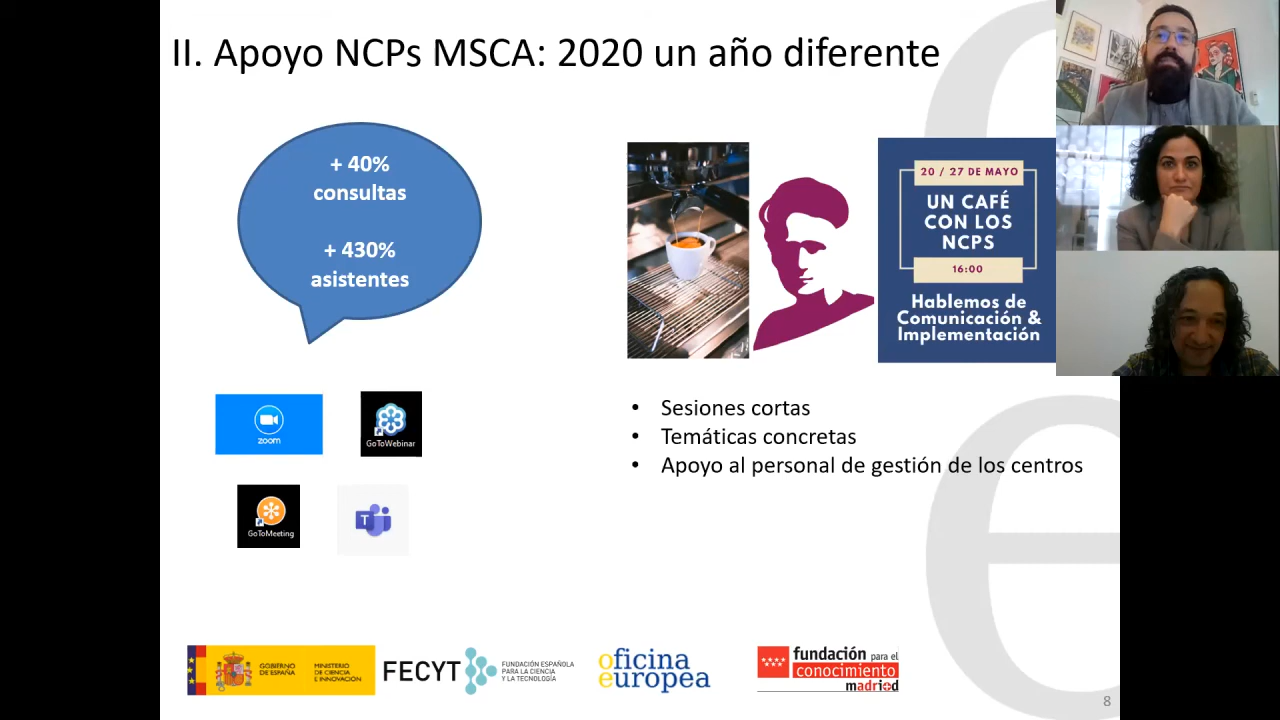 II. Apoyo NCPs MSCA: 2020 un año diferente
+ 40%
consultas
+ 430%
asistentes
20 / 27 DE MAYO
UN CAFÉ
CON LOS
NCPS
16:00
Hablemos de
Comunicación &
Implementación
zoom
GoToWebinar
GoToMeeting
T
• Sesiones cortas
• Temáticas concretas
• Apoyo al personal de gestión de los centros
GOBIERNO
DE ESPAÑA
MINISTERIO
DE CIENCIA
E INNOVACIÓN
FECYT
FUNDACIÓN ESPAÑOLA
PARA LA CIENCIA
Y LA TECNOLOGÍA
oficina
europea
fundación para el
conocimiento
madri+d
8